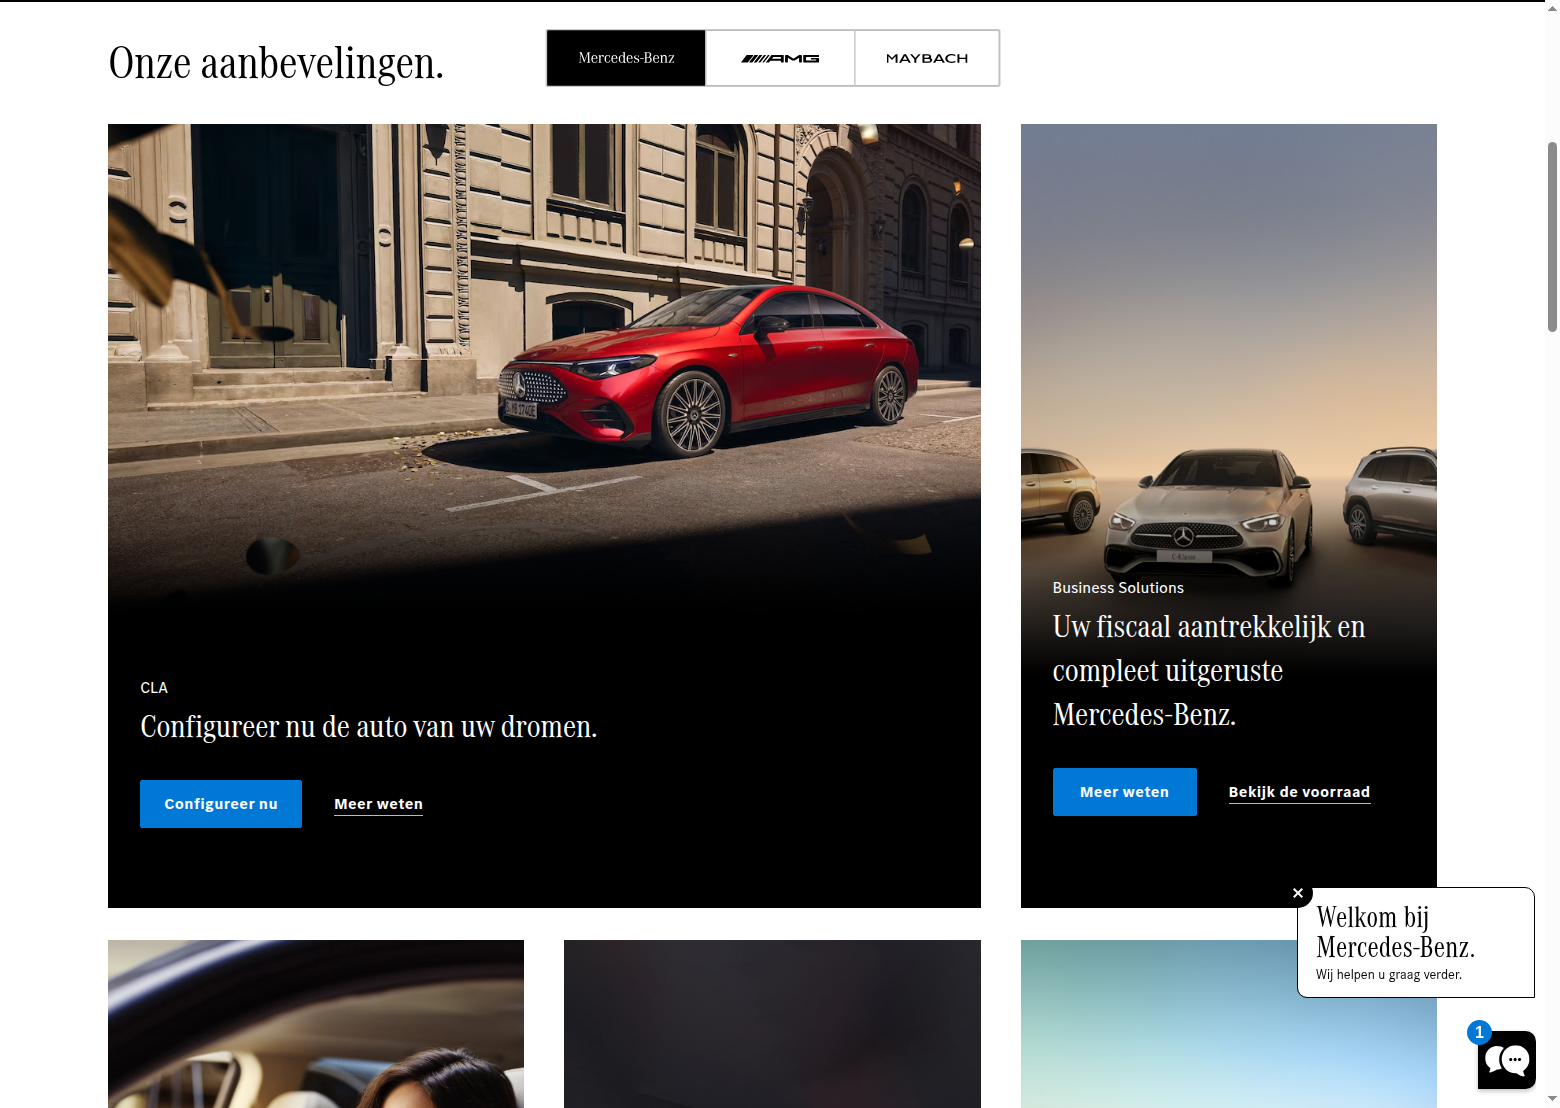 Onze aanbevelingen.
Mercedes-Benz
AMG
MAYBACH
CLA
Configureer nu de auto van uw dromen.
Configureer nu
Meer weten
C-Klasse
Business Solutions
Uw fiscaal aantrekkelijk en
compleet uitgeruste
Mercedes-Benz.
Meer weten
Bekijk de voorraad
Welkom bij
Mercedes-Benz.
Wij helpen u graag verder.
1